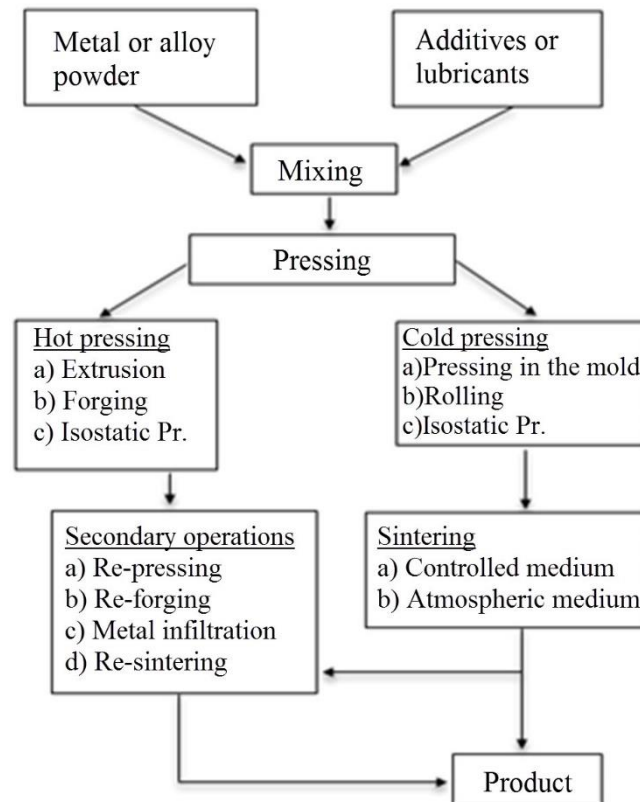 Metal or alloy
powder
Additives or
lubricants
Mixing
Pressing
Hot pressing
a) Extrusion
b) Forging
c) Isostatic Pr.
Cold pressing
a)Pressing in the mold
b)Rolling
c)Isostatic Pr.
Secondary operations
a) Re-pressing
b) Re-forging
c) Metal infiltration
d) Re-sintering
Sintering
a) Controlled medium
b) Atmospheric medium
Product